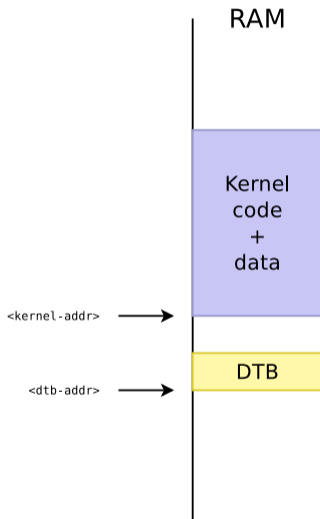 RAM
Kernel
code
+
data
<kernel-addr>
DTB
<dtb-addr>